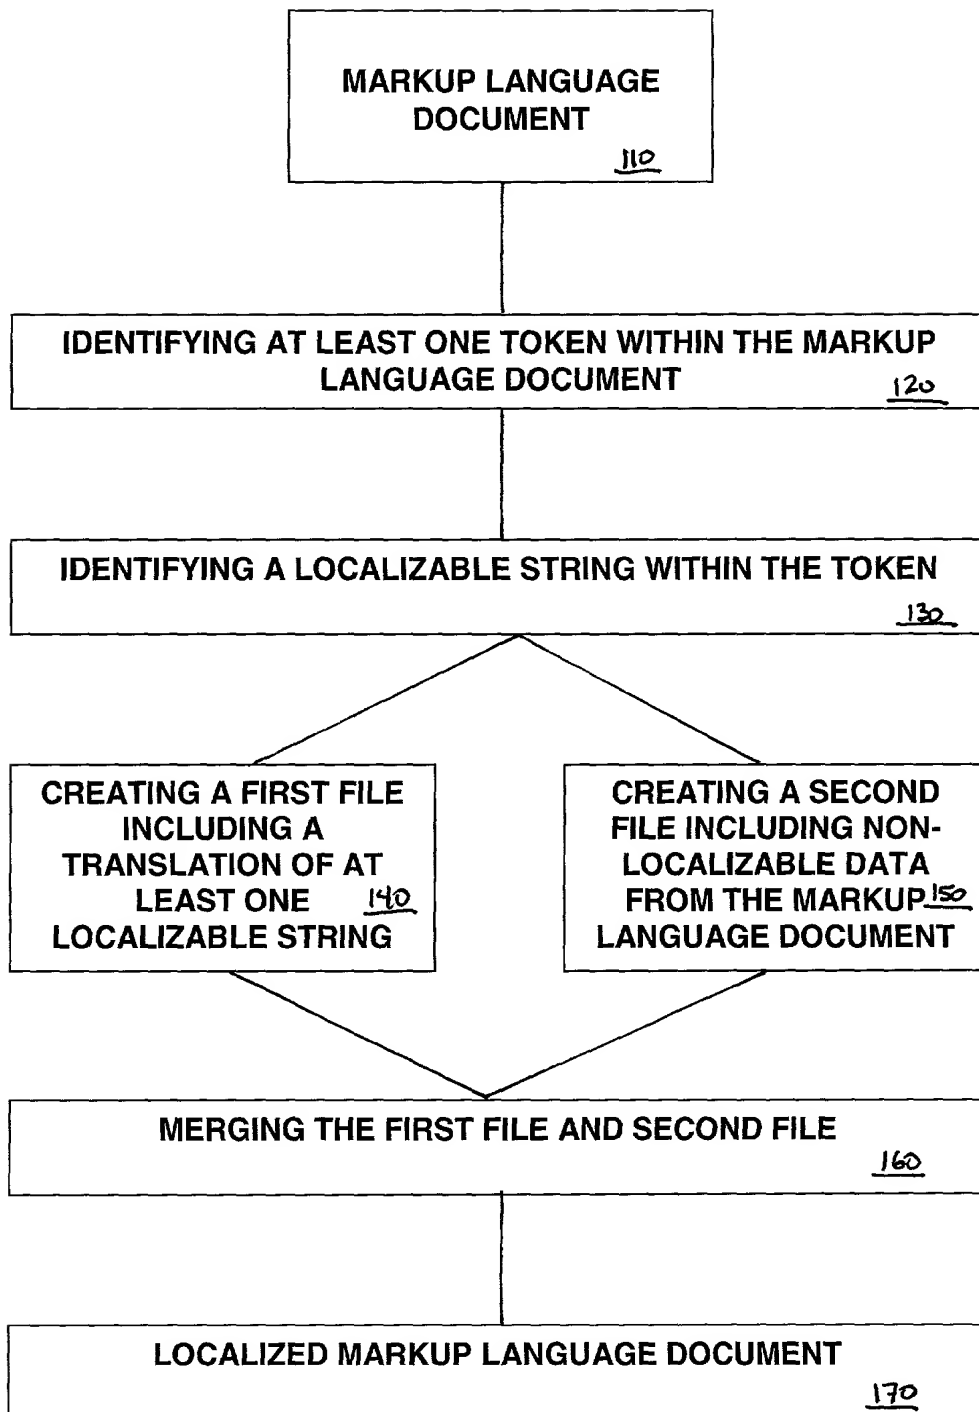 MARKUP LANGUAGE
DOCUMENT
110
IDENTIFYING AT LEAST ONE TOKEN WITHIN THE MARKUP
LANGUAGE DOCUMENT
120
IDENTIFYING A LOCALIZABLE STRING WITHIN THE TOKEN
130
CREATING A FIRST FILE
INCLUDING A
TRANSLATION OF AT
LEAST ONE 140
LOCALIZABLE STRING
CREATING A SECOND
FILE INCLUDING NON-
LOCALIZABLE DATA
FROM THE MARKUP 150
LANGUAGE DOCUMENT
MERGING THE FIRST FILE AND SECOND FILE
160
LOCALIZED MARKUP LANGUAGE DOCUMENT
170